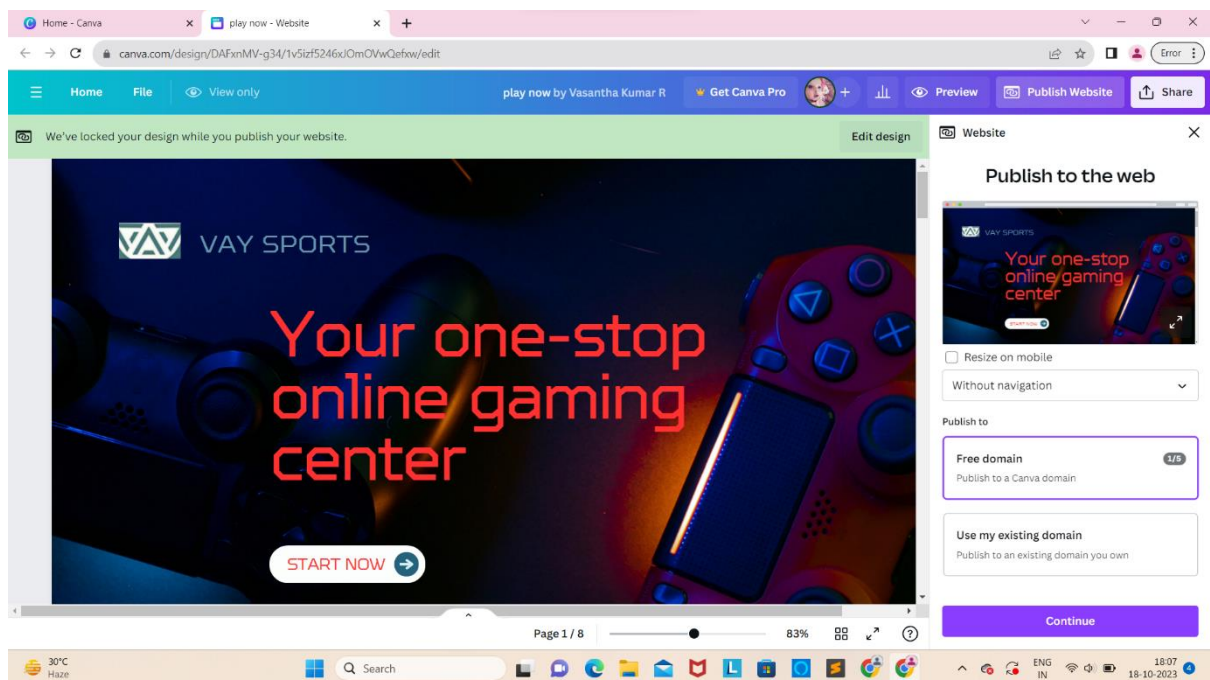 Home - Canva
play now - Website
canva.com/design/DAFxnMV-g34/1v5izf5246xJOmOVwQefxw/edit
Error
Home File View only
play now by Vasantha Kumar R
Get Canva Pro
Preview
Publish Website
Share
We've locked your design while you publish your website.
Edit design
VAY
VAY SPORTS
Your one-stop
online gaming
center
START NOW
Website
Publish to the web
VAY SPORTS
Your one-stop
online gaming
center
START NOW
Resize on mobile
Without navigation
Publish to
Free domain
1/5
Publish to a Canva domain
Use my existing domain
Publish to an existing domain you own
Continue
Page 1 / 8
83%
30°C
Haze
Search
ENG
IN
18:07
18-10-2023